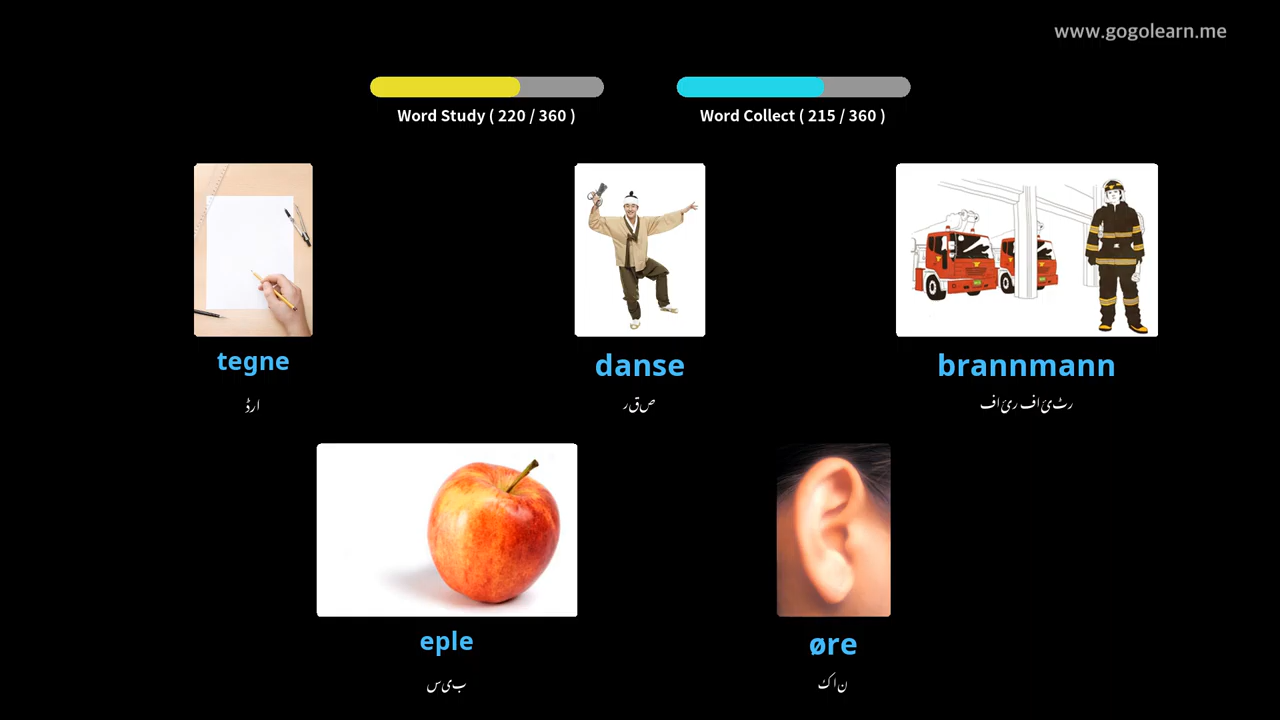 www.gogolearn.me
Word Study ( 220 / 360 )
Word Collect ( 215 / 360 )
tegne
ارڈ
danse
صقر
brannmann
رٹئاف رئاف
eple
بیس
øre
ناک